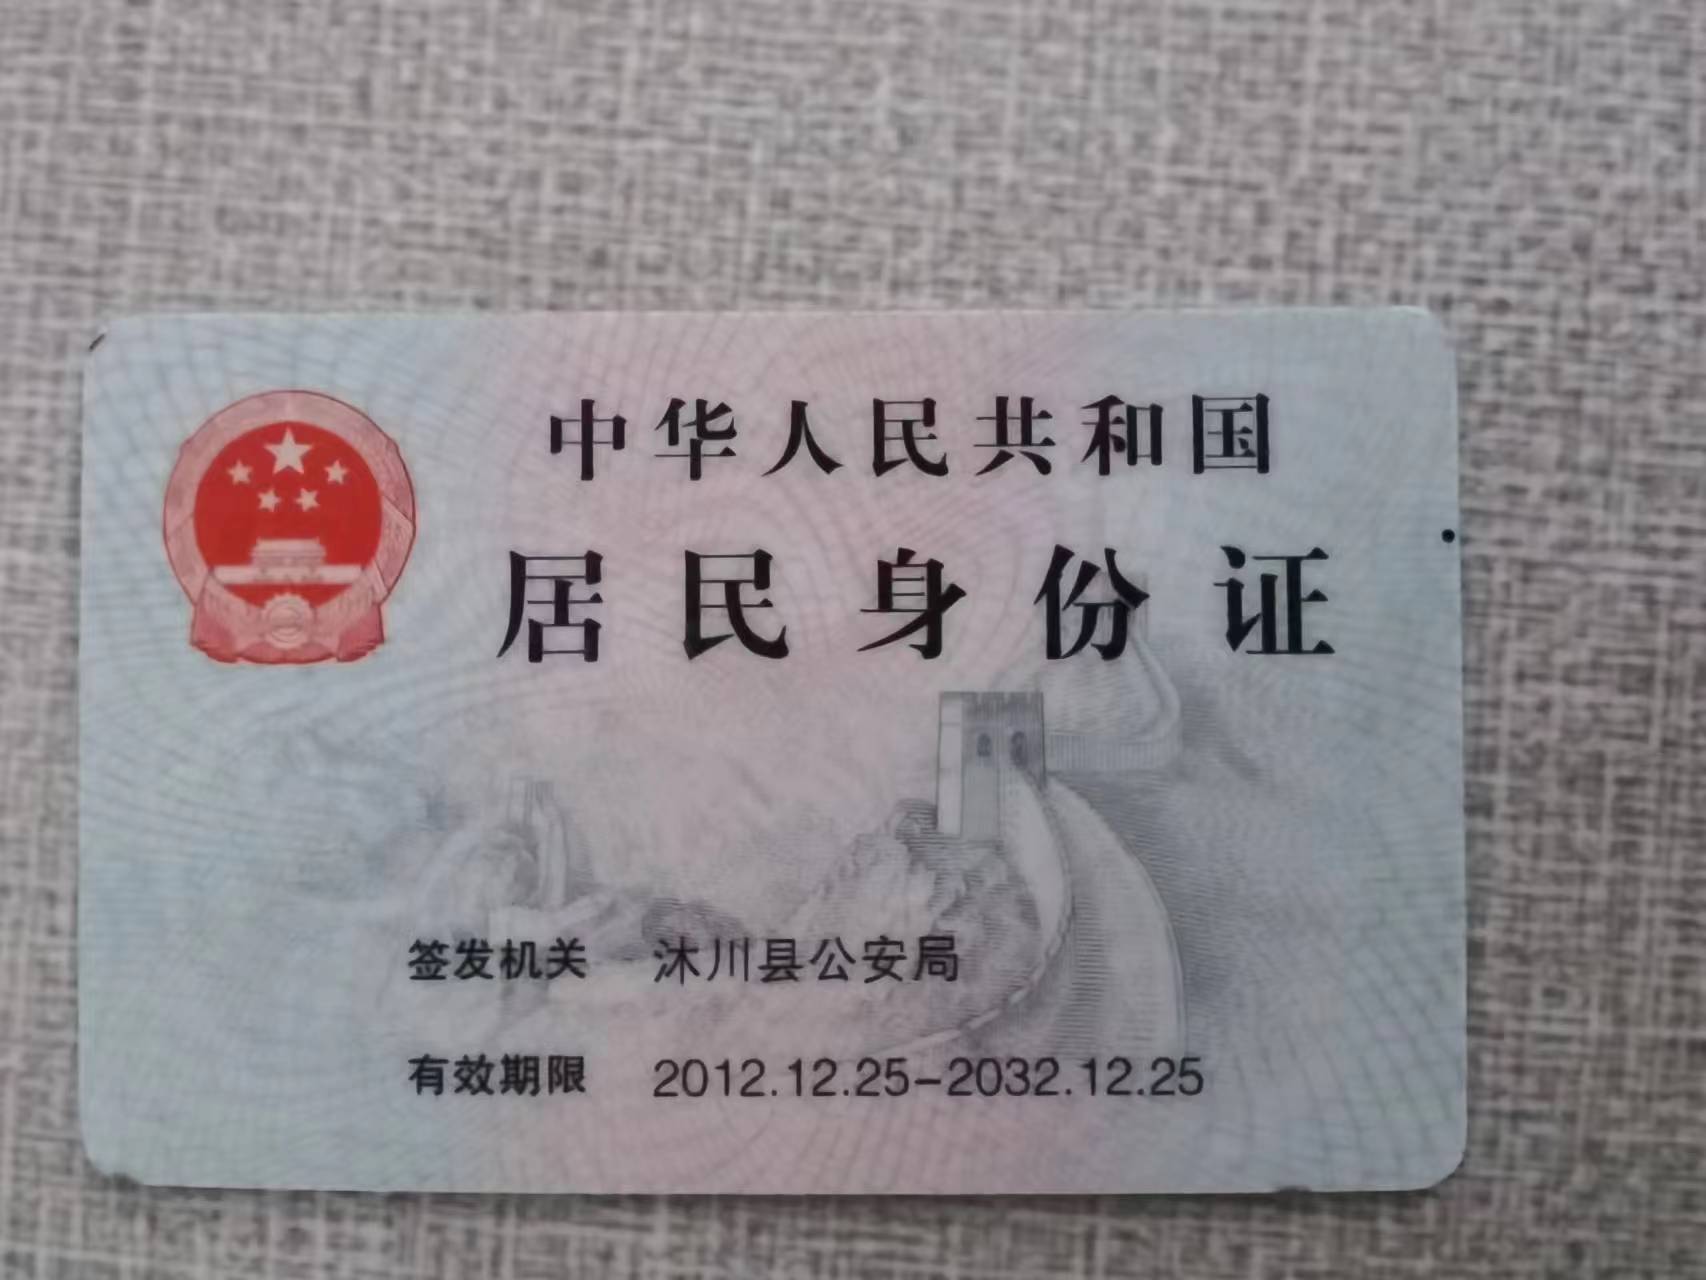 中华人民共和国
居民身份证
签发机关 沐川县公安局
有效期限 2012.12.25-2032.12.25